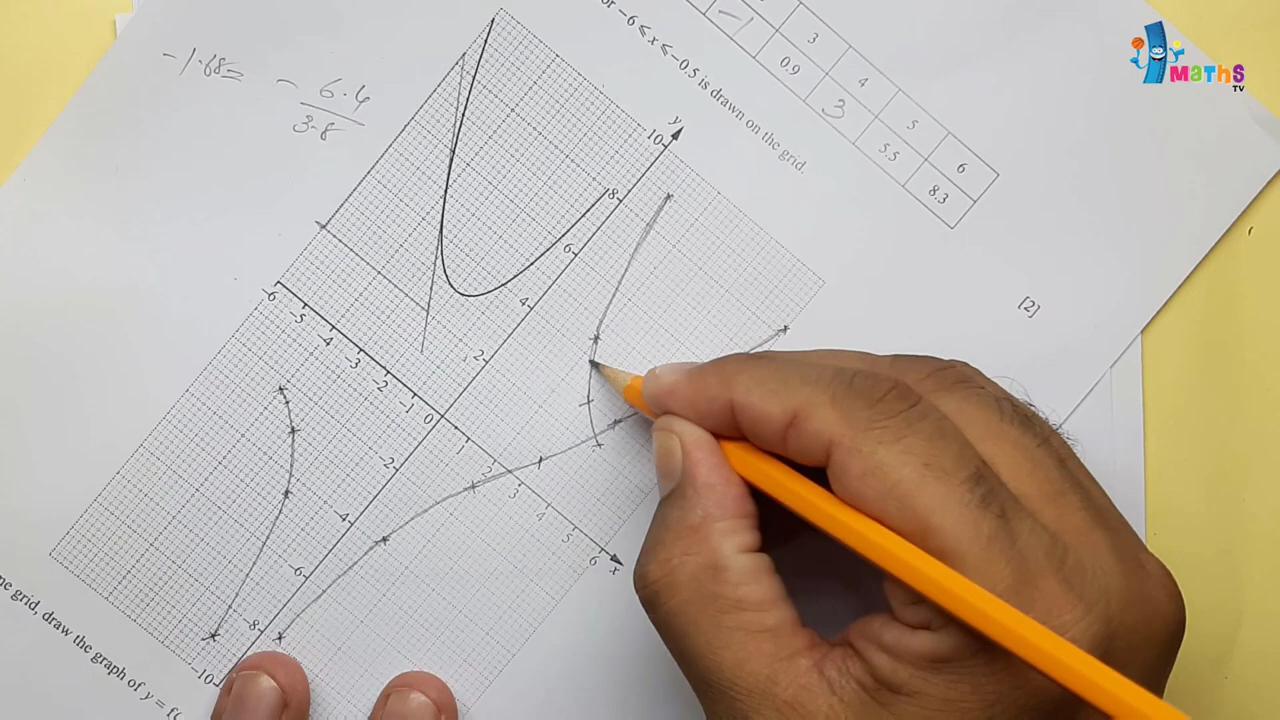 -1.68= -6.4
3.8
or -6 ⩽ x ⩽ -0.5 is drawn on the grid.
3 4 5 6
-1 0.9 3 5.5 8.3
[2]
Maths
TV
y
10
8
6
4
2
-6 -5 -4 -3 -2 -1 0 1 2 3 4 5 6 x
-2
-4
-6
-8
-10
ne grid, draw the graph of y = f(